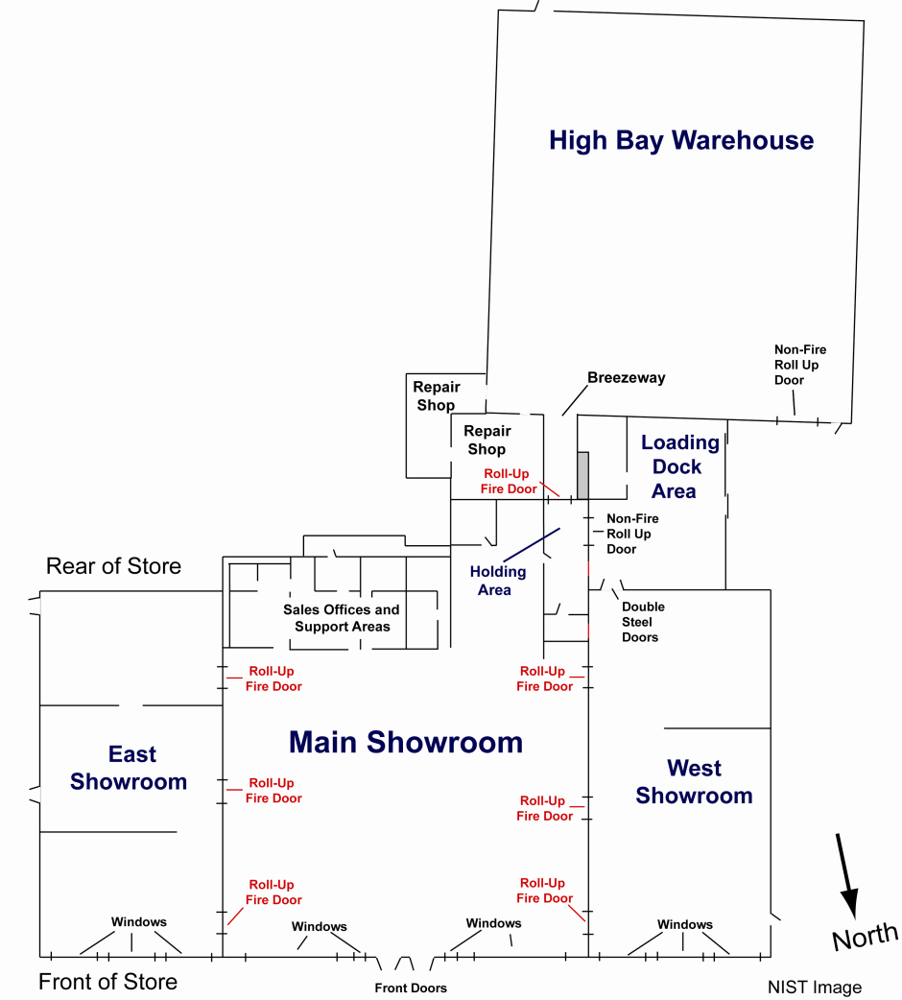 High Bay Warehouse
Non-Fire
Roll Up
Door
Breezeway
Repair
Shop
Repair
Shop
Loading
Dock
Area
Roll-Up
Fire Door
Non-Fire
Roll Up
Door
Rear of Store
Holding
Area
Sales Offices and
Support Areas
Double
Steel
Doors
Roll-Up
Fire Door
Roll-Up
Fire Door
Main Showroom
East
Showroom
West
Showroom
Roll-Up
Fire Door
Roll-Up
Fire Door
Roll-Up
Fire Door
Roll-Up
Fire Door
Windows
Windows
Windows
Windows
North
Front of Store
Front Doors
NIST Image